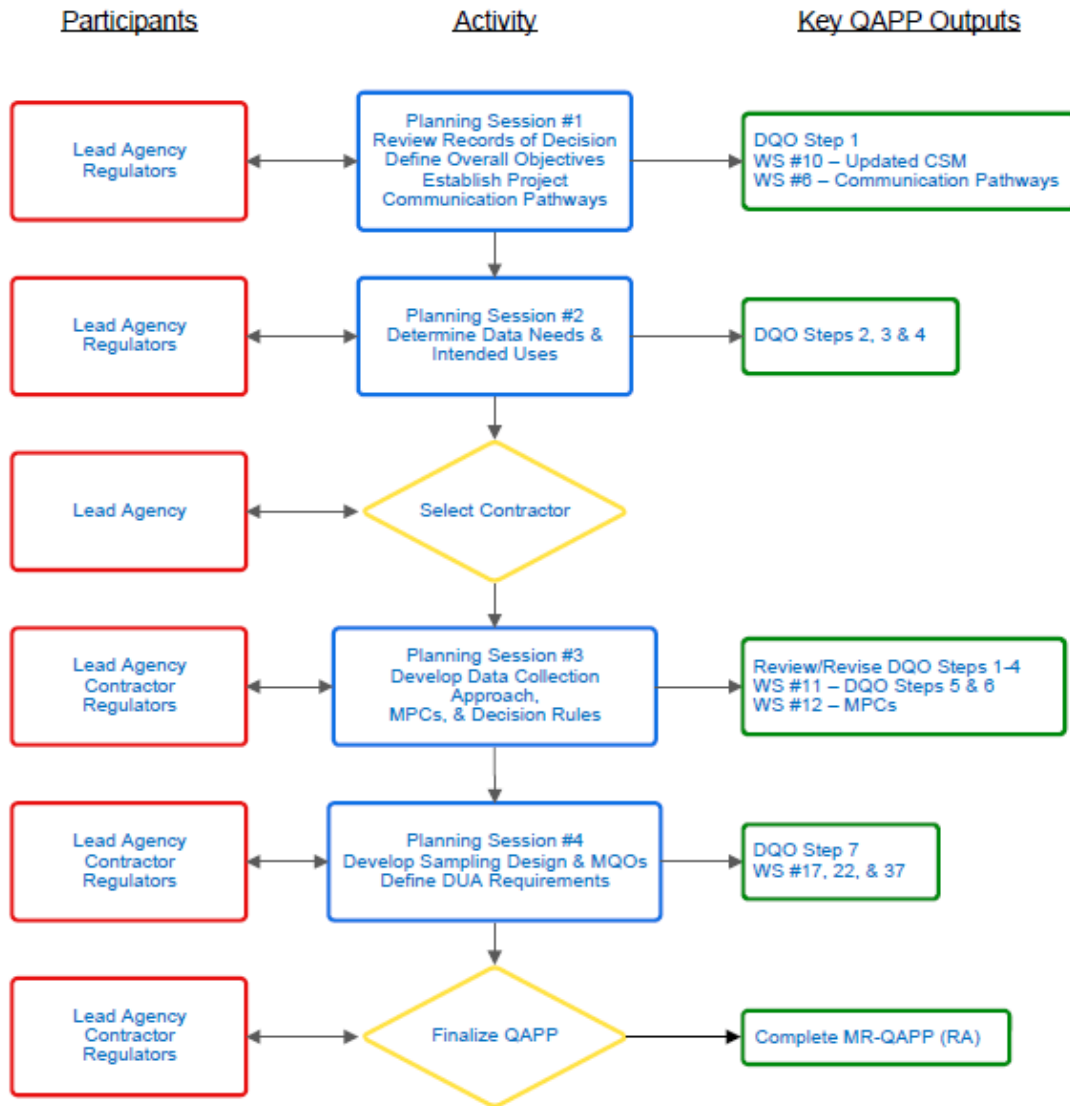 Participants
Activity
Key QAPP Outputs
Lead Agency
Regulators
Planning Session #1
Review Records of Decision
Define Overall Objectives
Establish Project
Communication Pathways
DQO Step 1
WS #10 – Updated CSM
WS #6 – Communication Pathways
Lead Agency
Regulators
Planning Session #2
Determine Data Needs &
Intended Uses
DQO Steps 2, 3 & 4
Lead Agency
Select Contractor
Lead Agency
Contractor
Regulators
Planning Session #3
Develop Data Collection
Approach,
MPCs, & Decision Rules
Review/Revise DQO Steps 1-4
WS #11 – DQO Steps 5 & 6
WS #12 – MPCs
Lead Agency
Contractor
Regulators
Planning Session #4
Develop Sampling Design & MQOs
Define DUA Requirements
DQO Step 7
WS #17, 22, & 37
Lead Agency
Contractor
Regulators
Finalize QAPP
Complete MR-QAPP (RA)